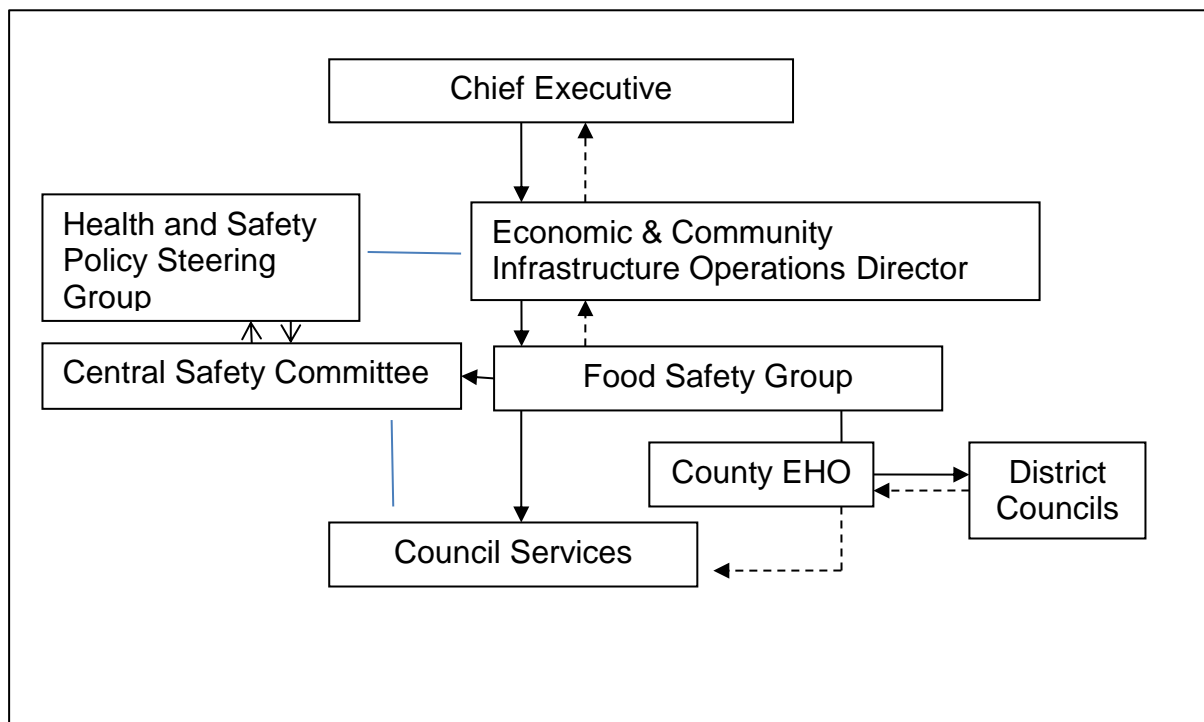 Chief Executive
Health and Safety
Policy Steering
Group
Economic & Community
Infrastructure Operations Director
Central Safety Committee
Food Safety Group
County EHO
District
Councils
Council Services